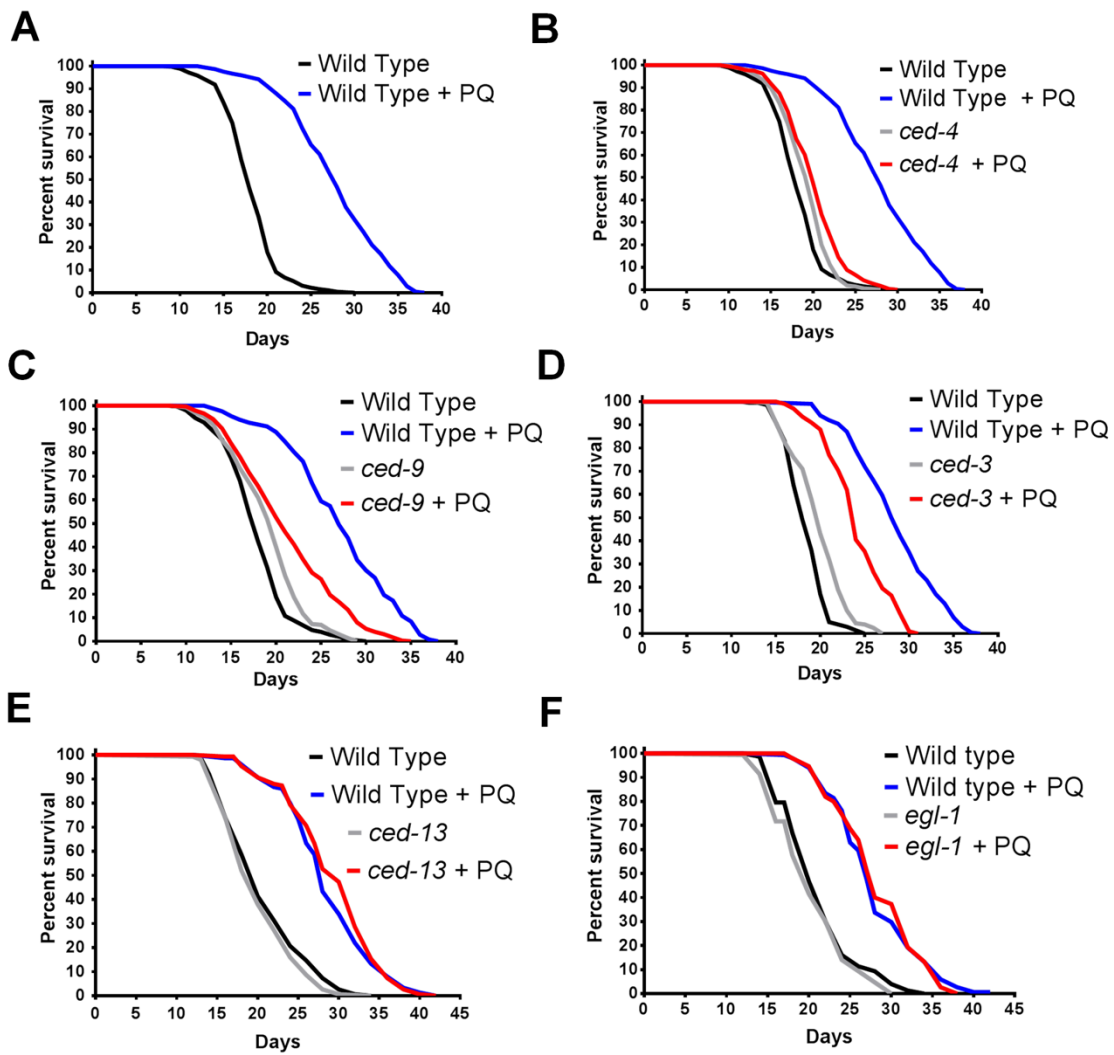 A
Percent survival
100
90
80
70
60
50
40
30
20
10
0
0 5 10 15 20 25 30 35 40
Days
Wild Type
Wild Type + PQ
B
Percent survival
100
90
80
70
60
50
40
30
20
10
0
0 5 10 15 20 25 30 35 40
Days
Wild Type
Wild Type + PQ
ced-4
ced-4 + PQ
C
Percent survival
100
90
80
70
60
50
40
30
20
10
0
0 5 10 15 20 25 30 35 40
Days
Wild Type
Wild Type + PQ
ced-9
ced-9 + PQ
D
Percent survival
100
90
80
70
60
50
40
30
20
10
0
0 5 10 15 20 25 30 35 40
Days
Wild Type
Wild Type + PQ
ced-3
ced-3 + PQ
E
Percent survival
100
90
80
70
60
50
40
30
20
10
0
0 5 10 15 20 25 30 35 40 45
Days
Wild Type
Wild Type + PQ
ced-13
ced-13 + PQ
F
Percent survival
100
90
80
70
60
50
40
30
20
10
0
0 5 10 15 20 25 30 35 40 45
Days
Wild type
Wild type + PQ
egl-1
egl-1 + PQ